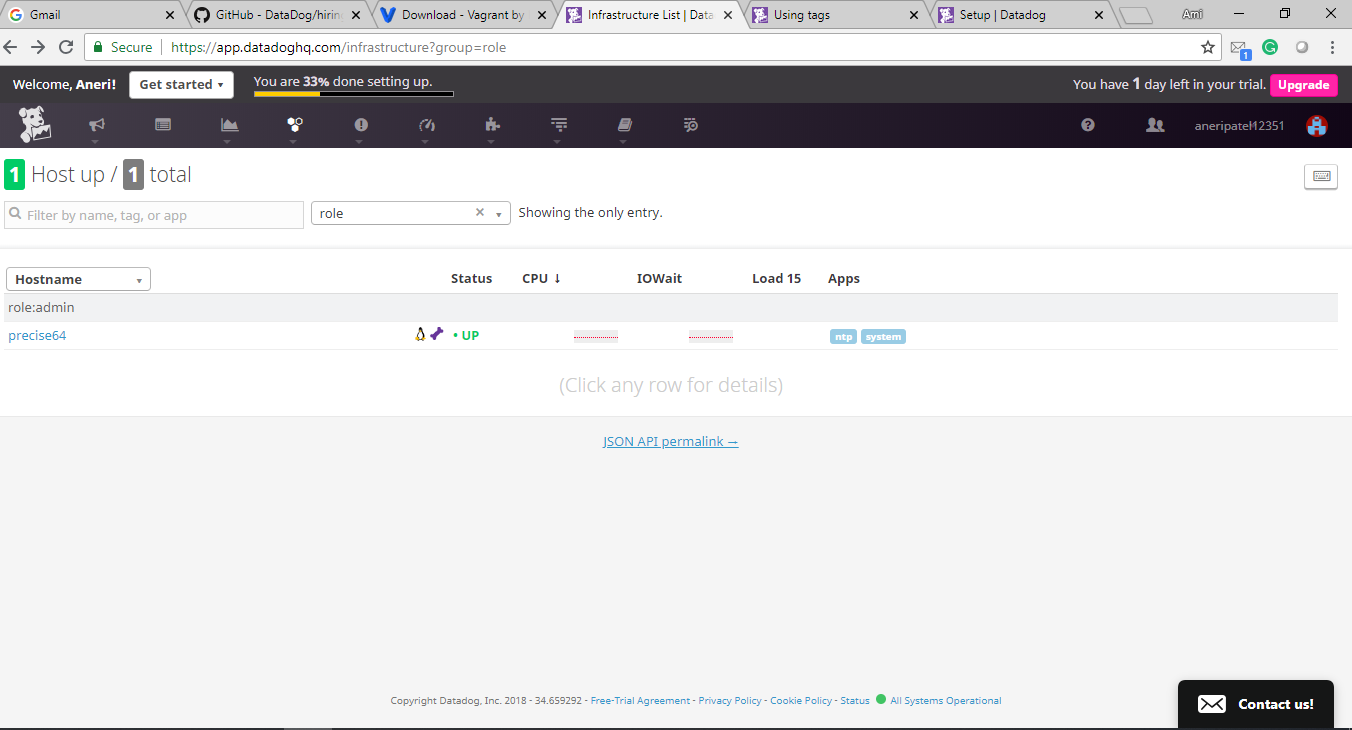 Gmail
GitHub - DataDog/hirin
Download - Vagrant by
Infrastructure List | Data
Using tags
Setup | Datadog
Ami
Secure
https://app.datadoghq.com/infrastructure?group=role
1
Welcome, Aneri!
Get started
You are 33% done setting up.
You have 1 day left in your trial.
Upgrade
aneripatel12351
1 Host up / 1 total
Filter by name, tag, or app
role
Showing the only entry.
Hostname Status CPU ↓ IOWait Load 15 Apps
role:admin
precise64 • UP ntp system
(Click any row for details)
JSON API permalink →
Copyright Datadog, Inc. 2018 - 34.659292 - Free-Trial Agreement - Privacy Policy - Cookie Policy - Status All Systems Operational
Contact us!